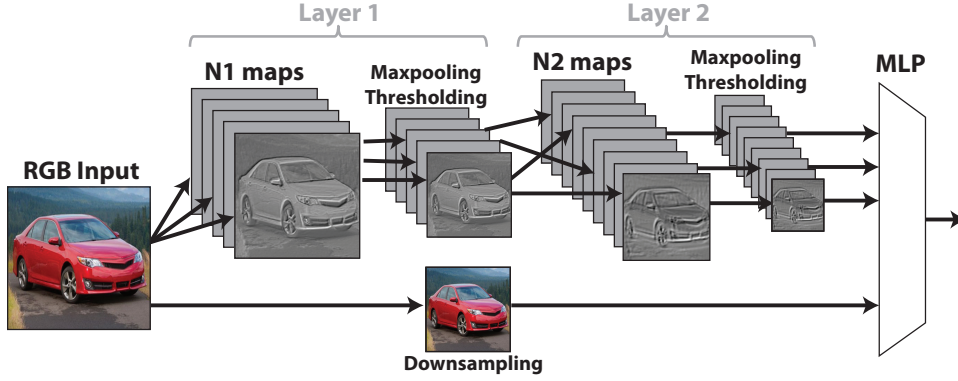 Layer 1
Layer 2
N1 maps
Maxpooling
Thresholding
N2 maps
Maxpooling
Thresholding
MLP
RGB Input
Downsampling